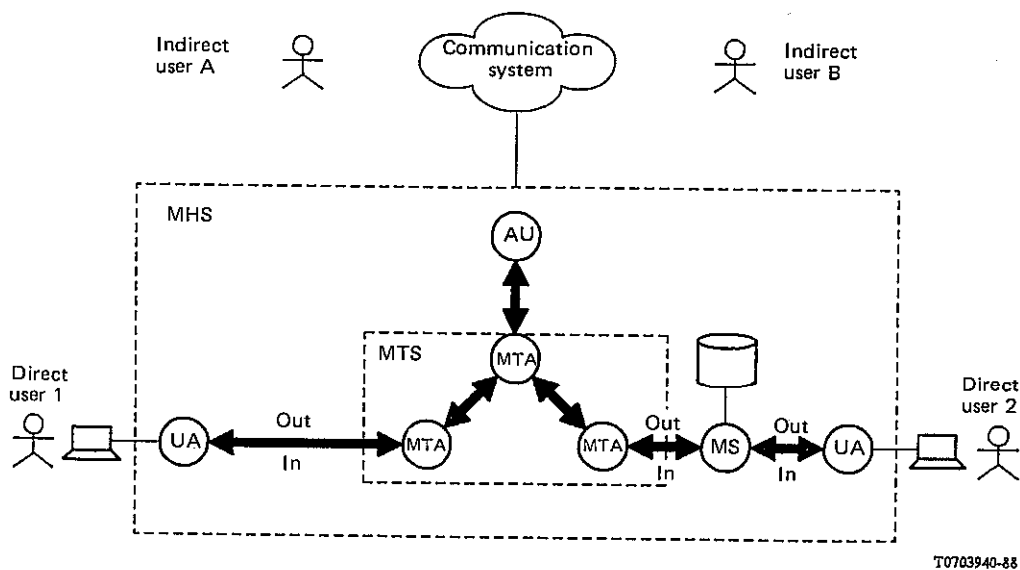 Indirect
user A
Communication
system
Indirect
user B
MHS
AU
MTS
MTA
Direct
user 1
UA
Out
In
MTA
MTA
Out
In
MS
Out
In
UA
Direct
user 2
T0703940-88